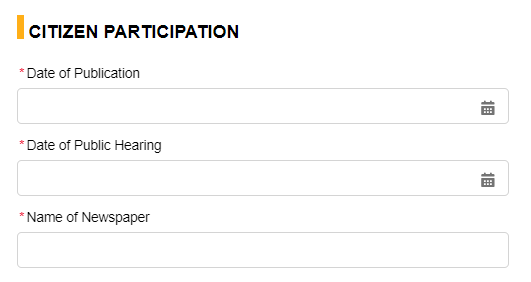 CITIZEN PARTICIPATION
* Date of Publication
* Date of Public Hearing
* Name of Newspaper